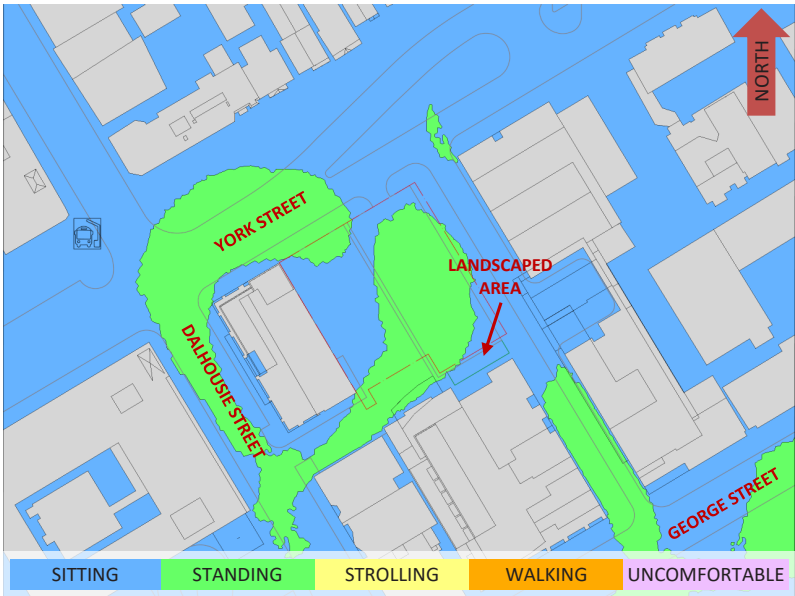 NORTH
YORK STREET
LANDSCAPED
AREA
DALHOUSIE STREET
GEORGE STREET
SITTING
STANDING
STROLLING
WALKING
UNCOMFORTABLE